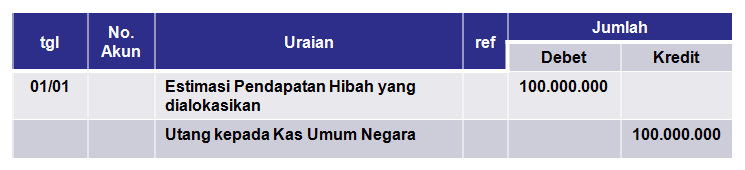 tgl No. Akun Uraian ref Jumlah
Debet Kredit
01/01 Estimasi Pendapatan Hibah yang dialokasikan 100.000.000
Utang kepada Kas Umum Negara 100.000.000